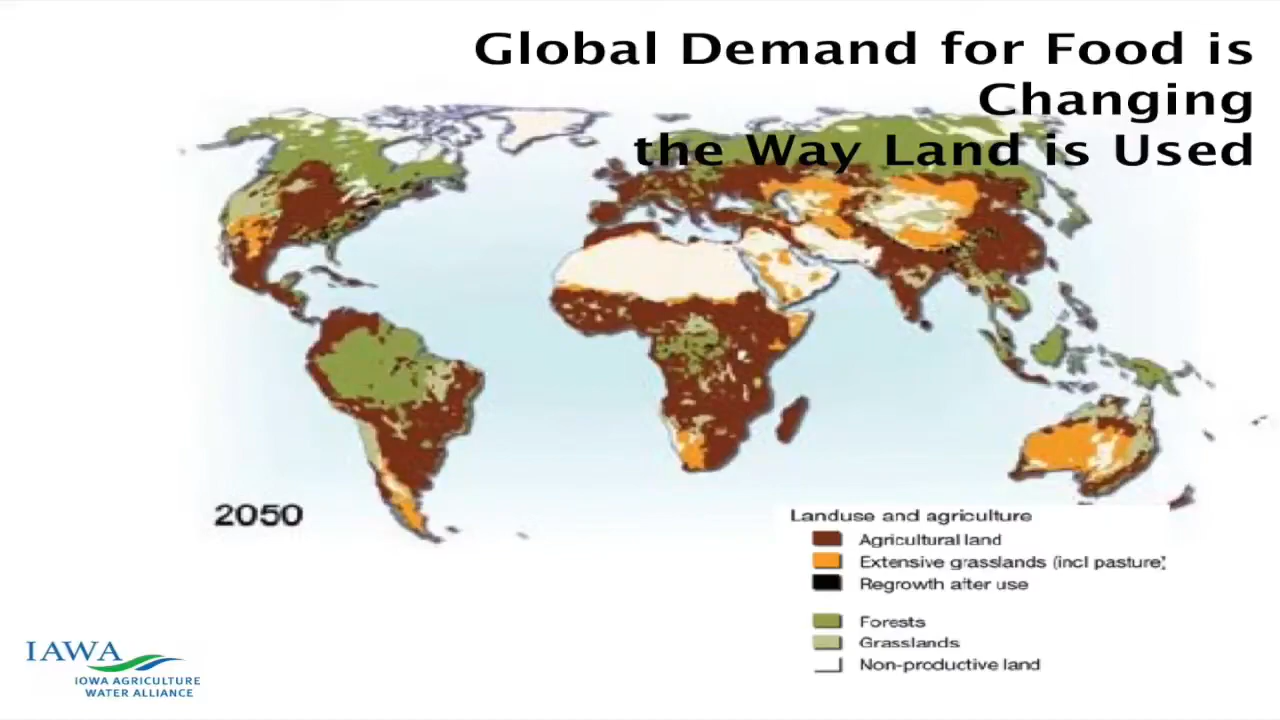 Global Demand for Food is
Changing
the Way Land is Used
2050
Landuse and agriculture
Agricultural land
Extensive grasslands (incl pasture)
Regrowth after use
Forests
Grasslands
Non-productive land
IAWA
IOWA AGRICULTURE
WATER ALLIANCE